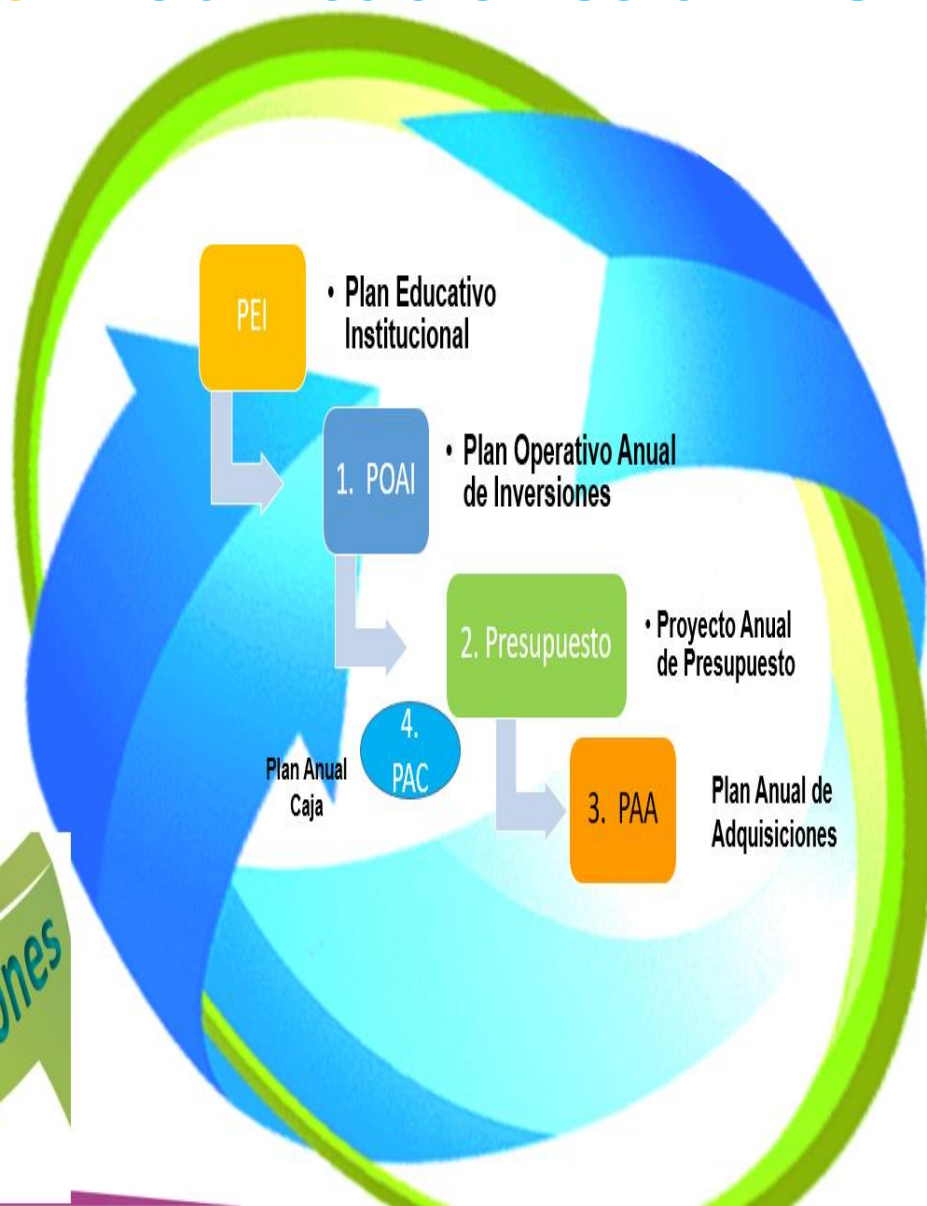 PEI
• Plan Educativo
Institucional
1. POAI
• Plan Operativo Anual
de Inversiones
2. Presupuesto
• Proyecto Anual
de Presupuesto
4.
PAC
Plan Anual
Caja
3. PAA
Plan Anual de
Adquisiciones